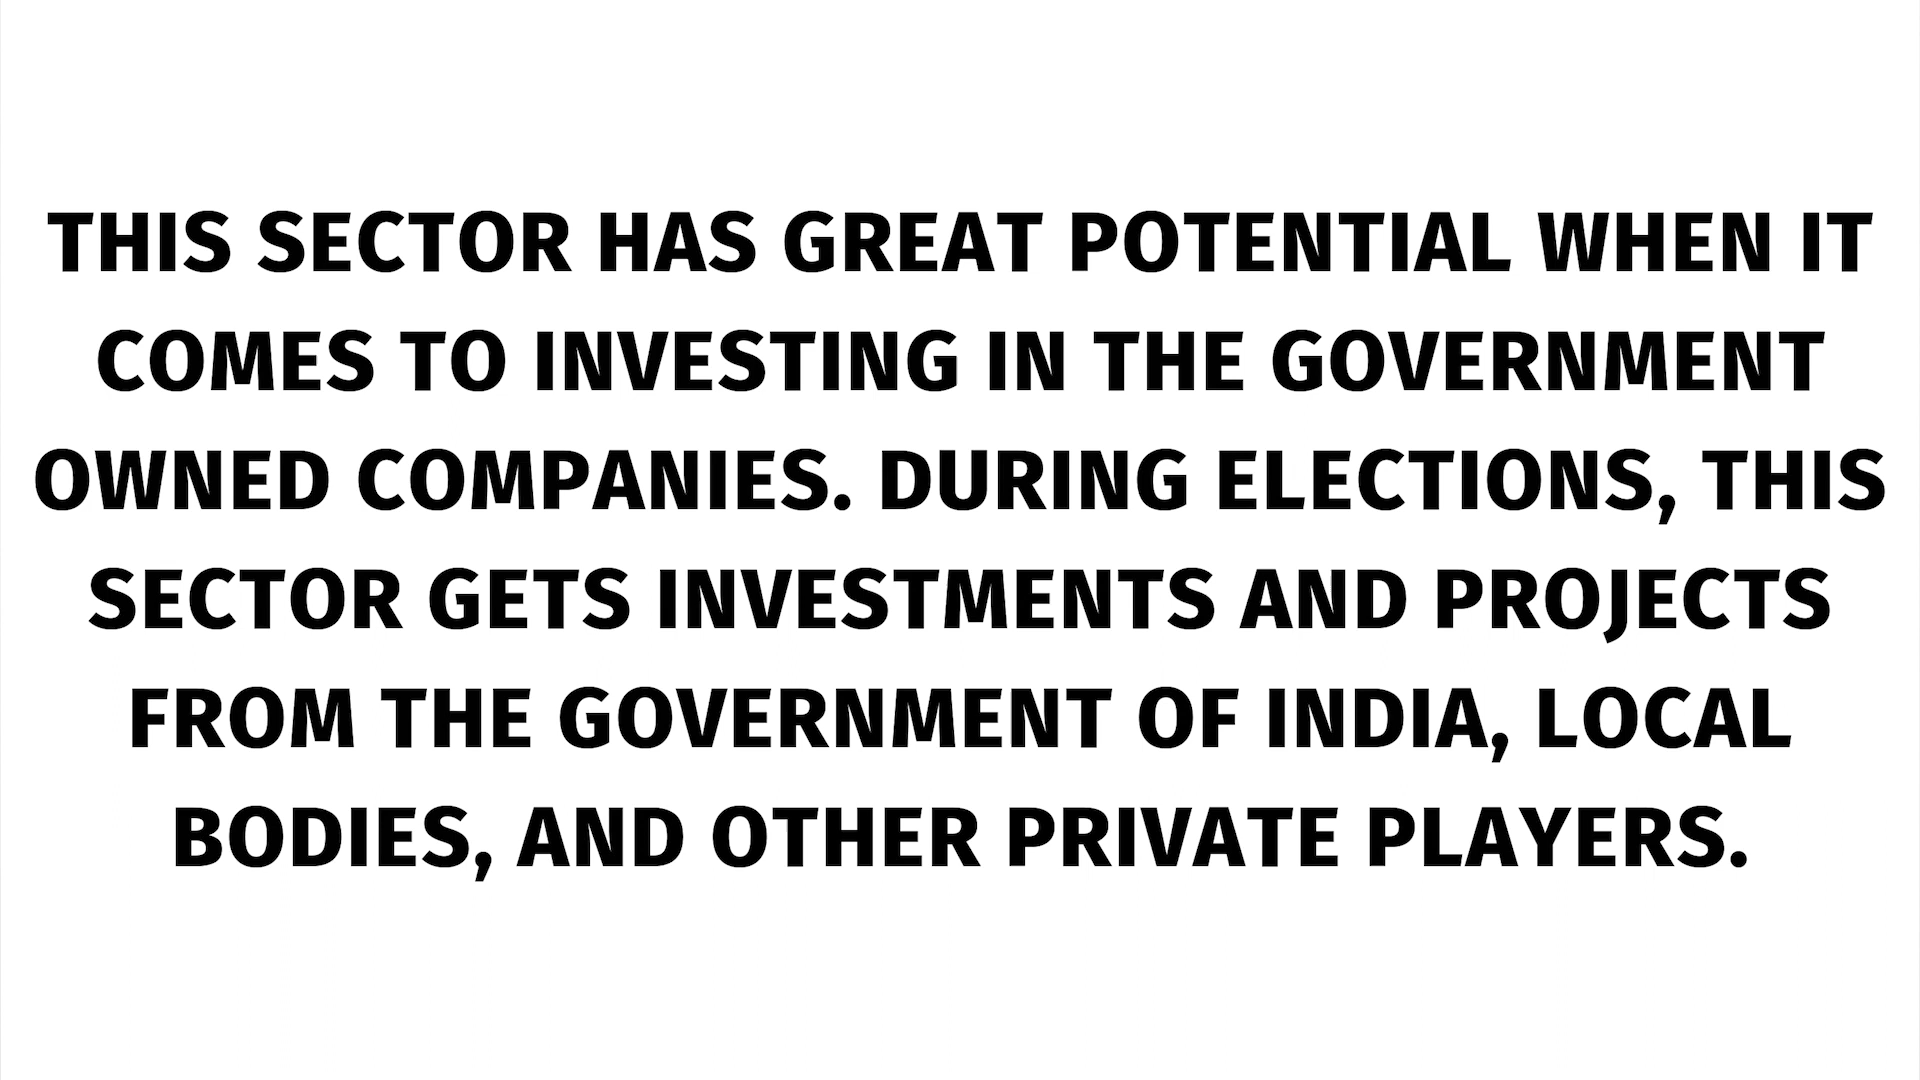 THIS SECTOR HAS GREAT POTENTIAL WHEN IT
COMES TO INVESTING IN THE GOVERNMENT
OWNED COMPANIES. DURING ELECTIONS, THIS
SECTOR GETS INVESTMENTS AND PROJECTS
FROM THE GOVERNMENT OF INDIA, LOCAL
BODIES, AND OTHER PRIVATE PLAYERS.